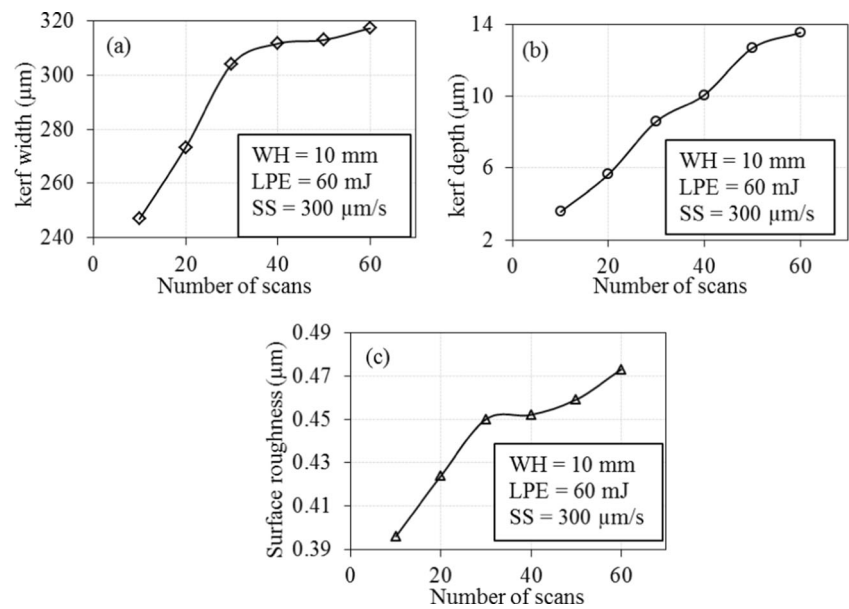 (a)
kerf width (µm)
320
300
280
260
240
0
20
40
60
Number of scans
WH = 10 mm
LPE = 60 mJ
SS = 300 µm/s
(b)
kerf depth (µm)
14
10
6
2
0
20
40
60
Number of scans
WH = 10 mm
LPE = 60 mJ
SS = 300 µm/s
(c)
Surface roughness (µm)
0.49
0.47
0.45
0.43
0.41
0.39
0
20
40
60
Number of scans
WH = 10 mm
LPE = 60 mJ
SS = 300 µm/s